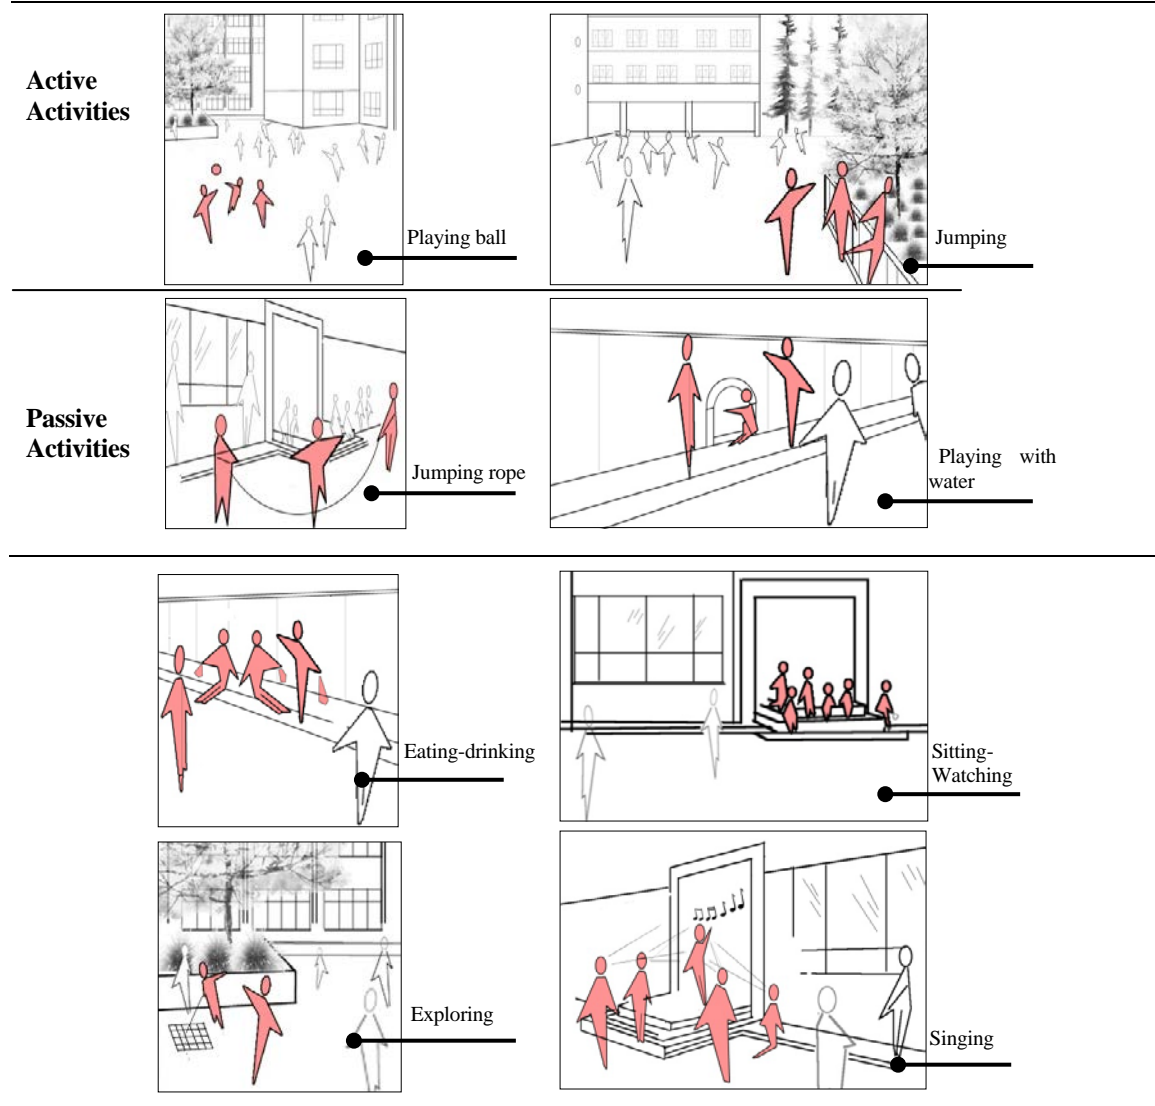 Active
Activities
Playing ball
Jumping
Passive
Activities
Jumping rope
Playing with
water
Eating-drinking
Sitting-
Watching
Exploring
Singing